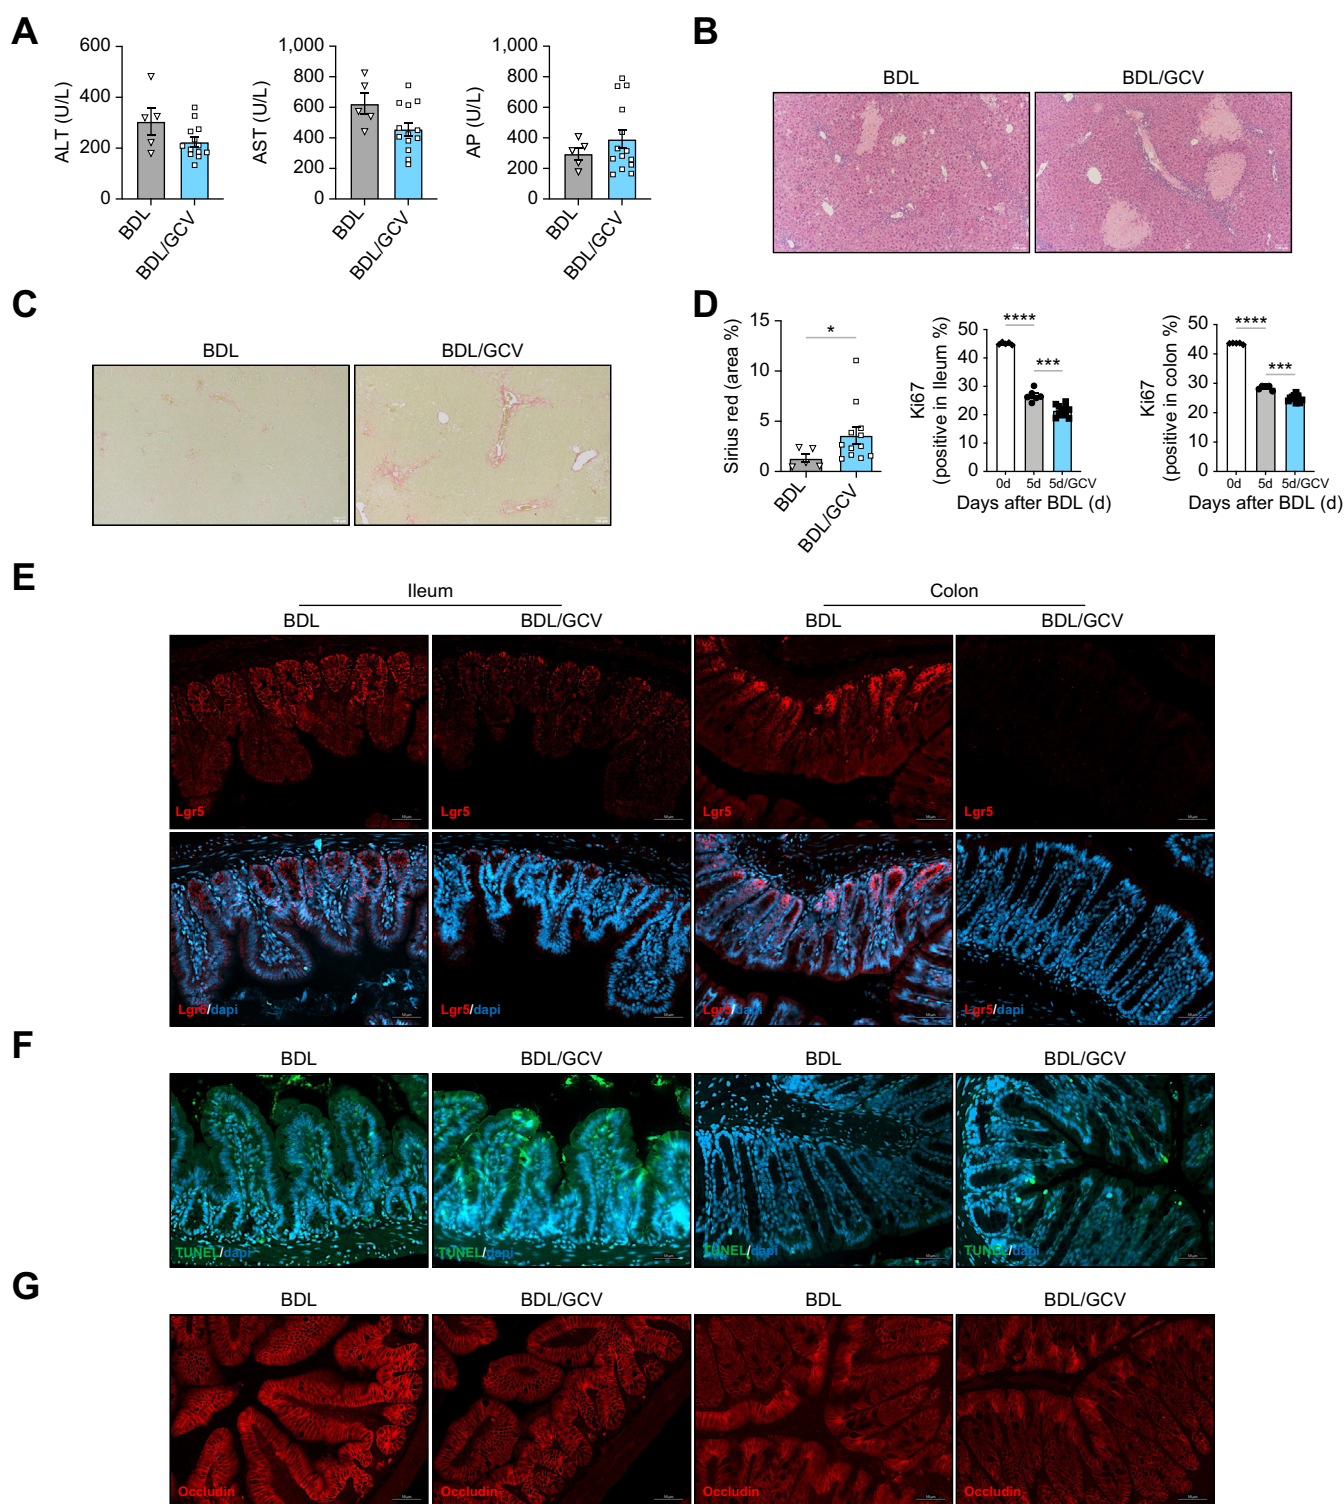 A
600
400
200
0
ALT (U/L)
BDL
BDL/GCV
1,000
800
600
400
200
0
AST (U/L)
BDL
BDL/GCV
1,000
800
600
400
200
0
AP (U/L)
BDL
BDL/GCV
B
BDL
BDL/GCV
C
BDL
BDL/GCV
D
15
10
5
0
Sirius red (area %)
*
BDL
BDL/GCV
50
40
30
20
10
0
Ki67
(positive in Ileum %)
****
***
0d 5d 5d/GCV
Days after BDL (d)
50
40
30
20
10
0
Ki67
(positive in colon %)
****
***
0d 5d 5d/GCV
Days after BDL (d)
E
Ileum
Colon
BDL
BDL/GCV
BDL
BDL/GCV
Lgr5
Lgr5
Lgr5
Lgr5
Lgr5/dapi
Lgr5/dapi
Lgr5/dapi
Lgr5/dapi
F
BDL
BDL/GCV
BDL
BDL/GCV
TUNEL/dapi
TUNEL/dapi
TUNEL/dapi
TUNEL/dapi
G
BDL
BDL/GCV
BDL
BDL/GCV
Occludin
Occludin
Occludin
Occludin